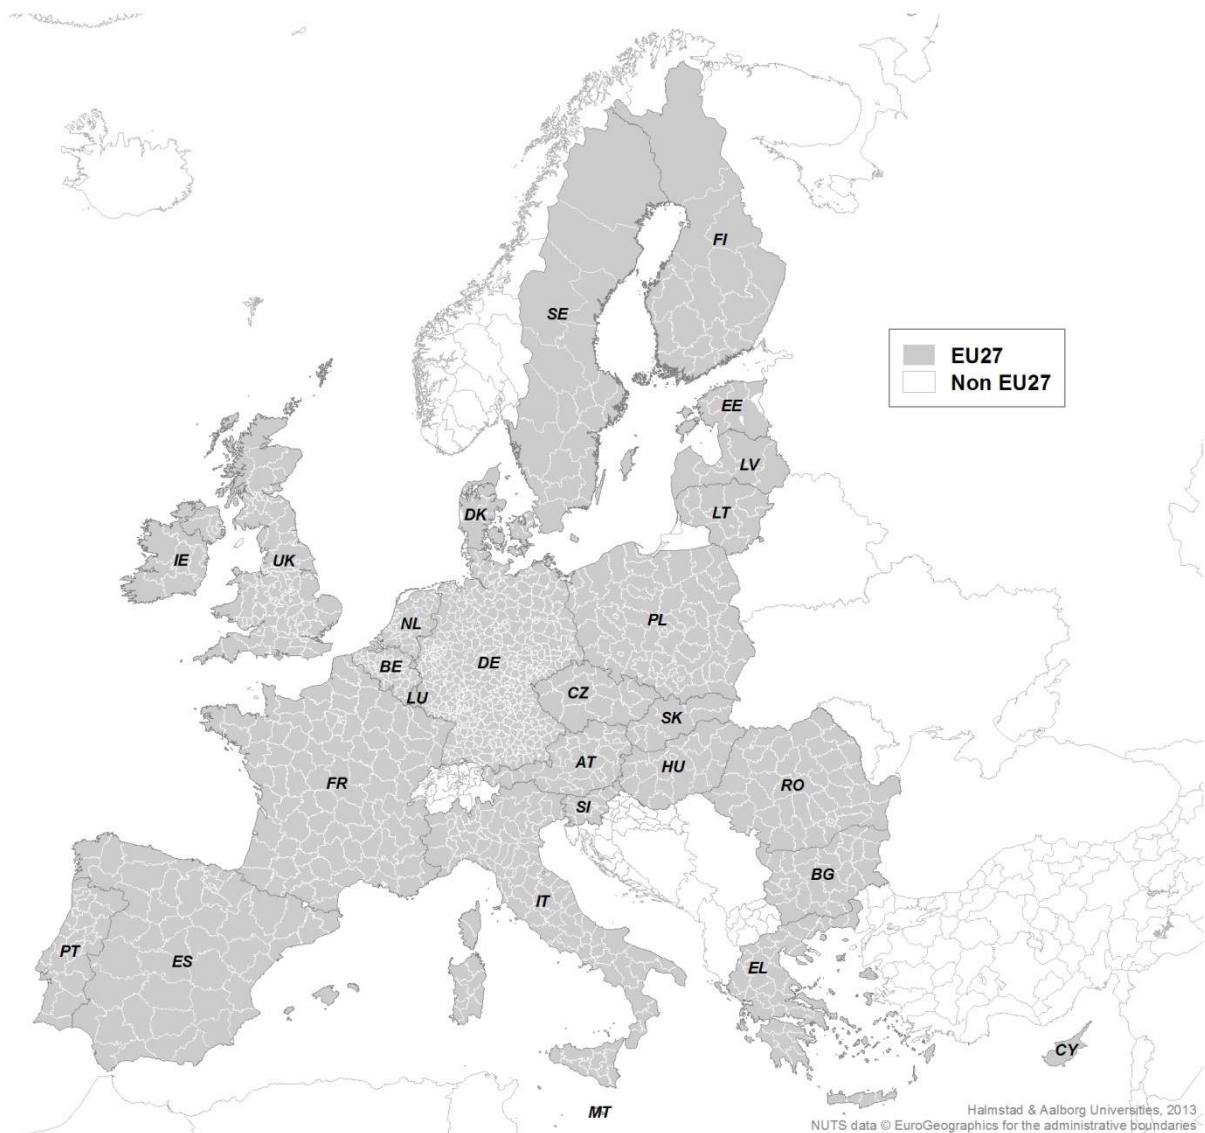 FI
SE
EU27
Non EU27
EE
LV
DK
LT
IE
UK
NL
PL
BE
DE
CZ
LU
SK
AT
HU
FR
RO
SI
BG
IT
PT
ES
EL
CY
MT
Halmstad & Aalborg Universities, 2013
NUTS data © EuroGeographics for the administrative boundaries